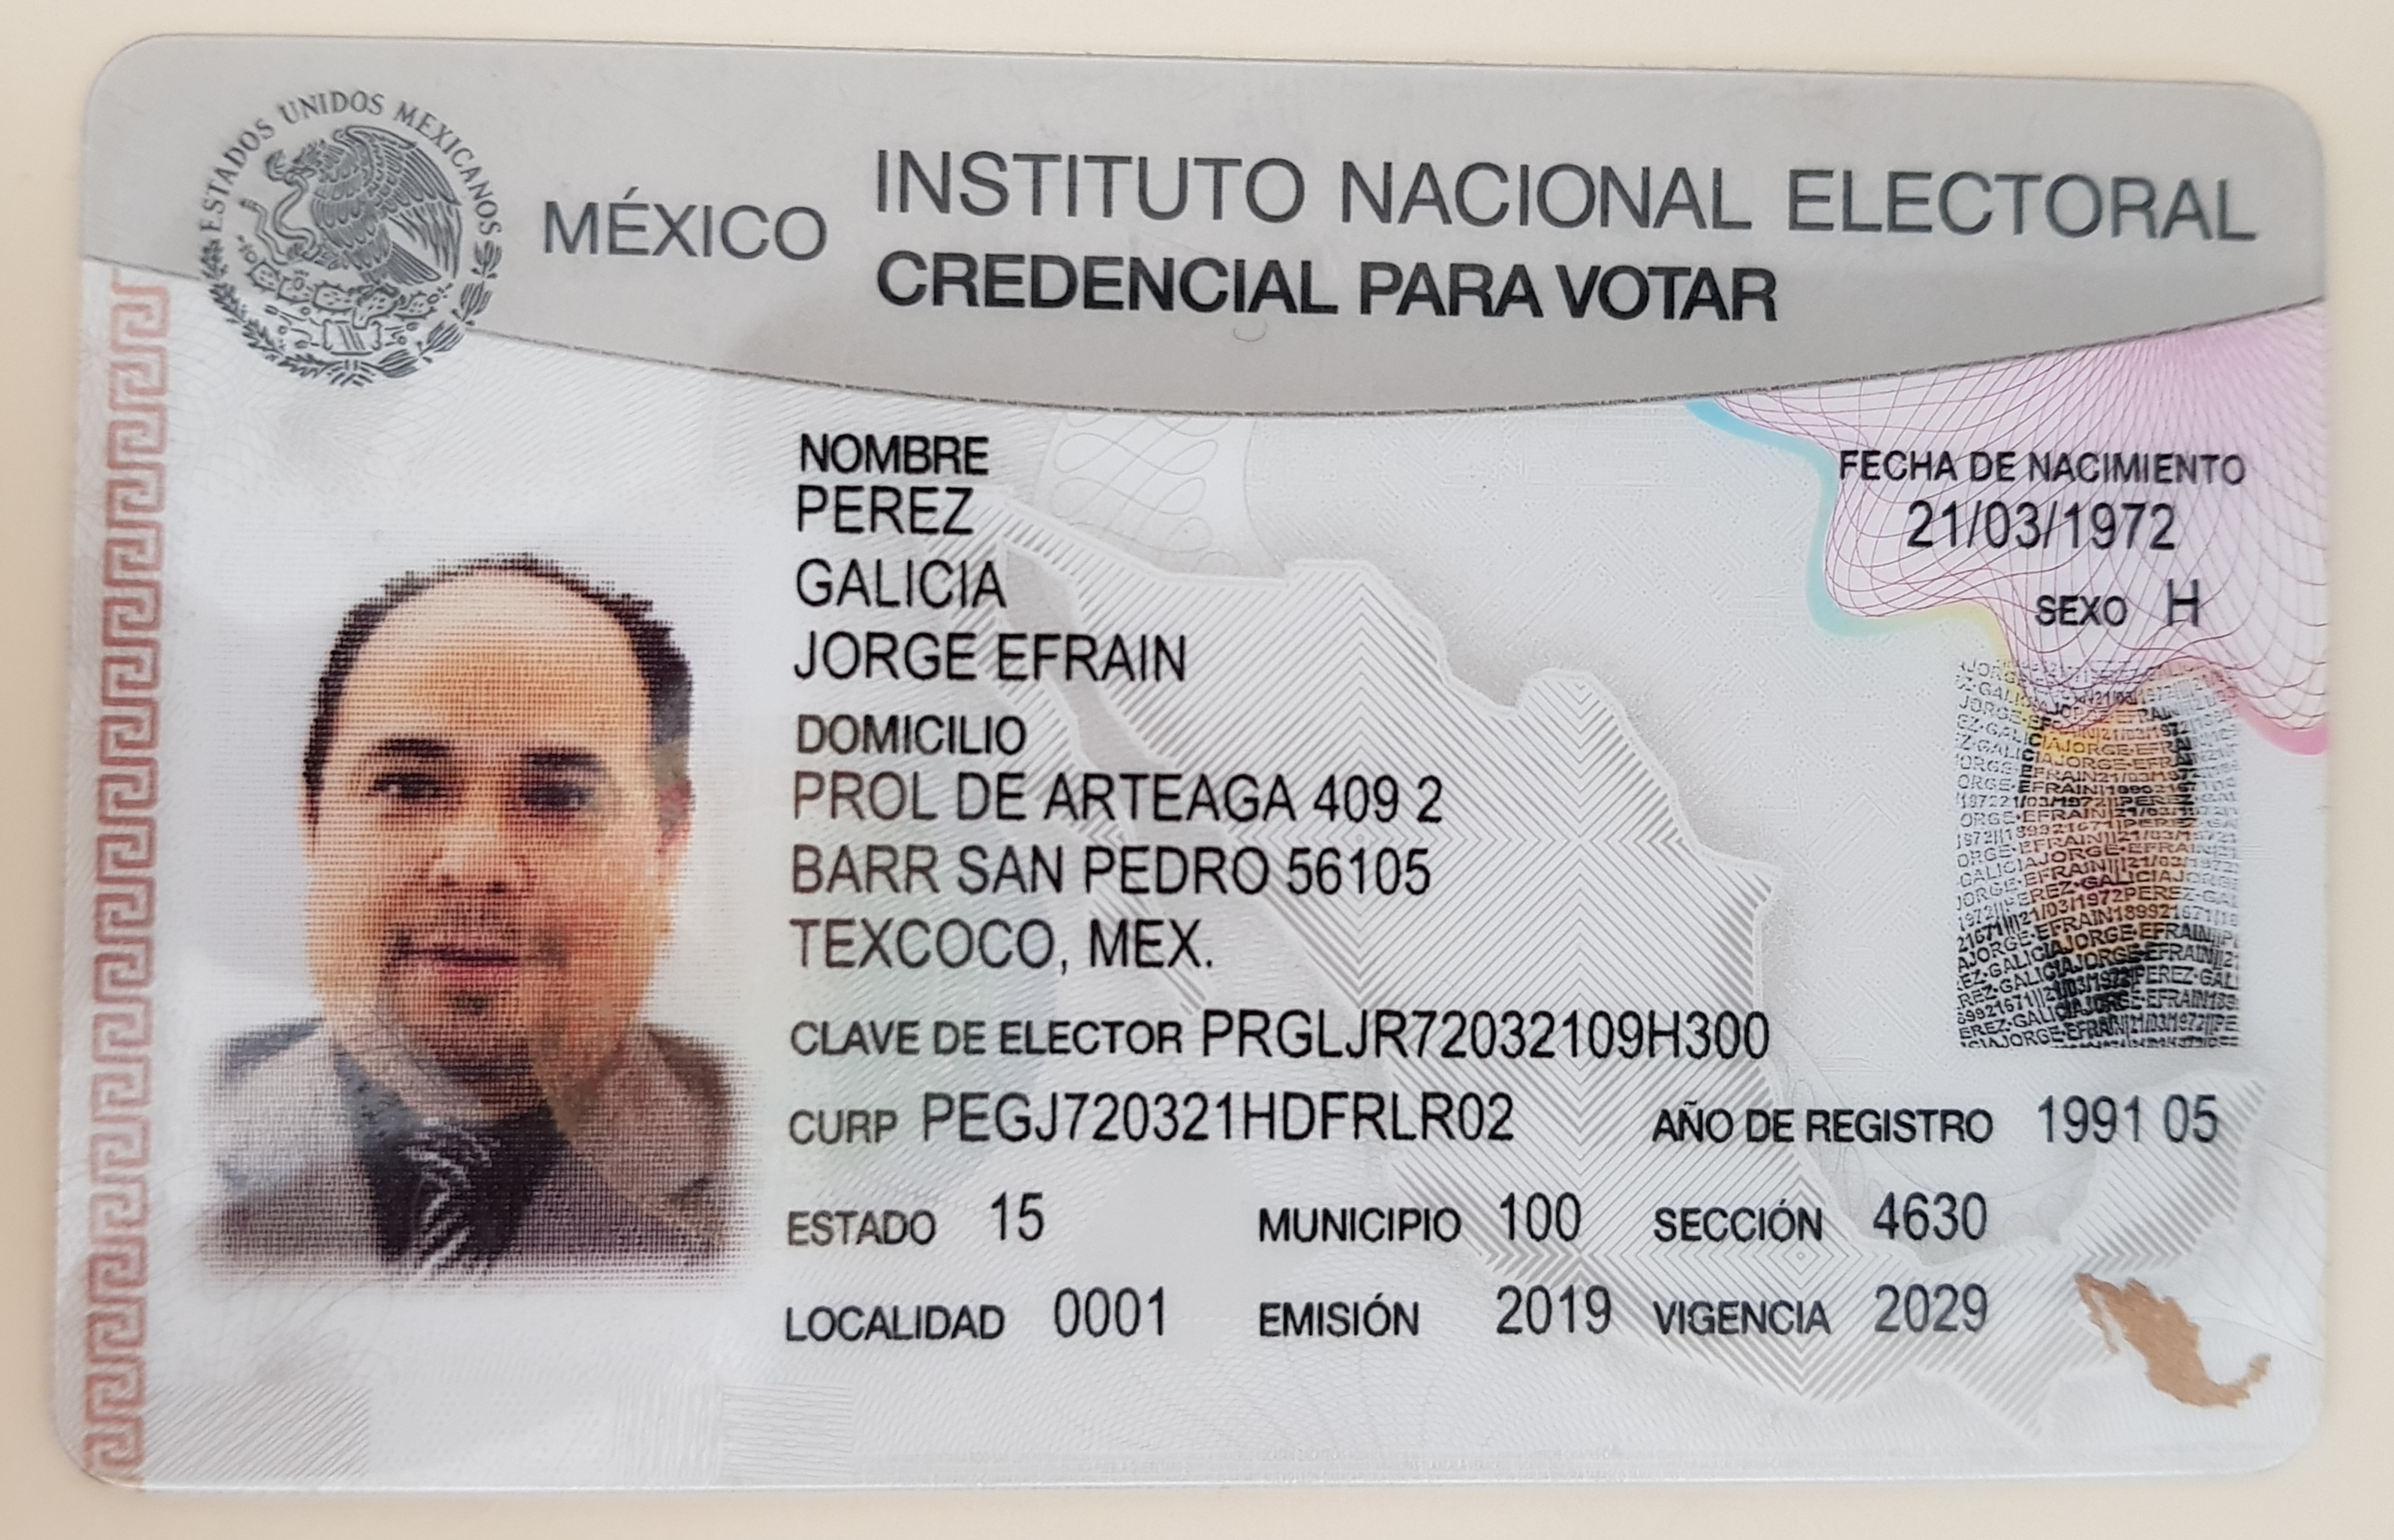 ESTADOS UNIDOS MEXICANOS
MÉXICO
INSTITUTO NACIONAL ELECTORAL
CREDENCIAL PARA VOTAR
NOMBRE
PEREZ
GALICIA
JORGE EFRAIN
FECHA DE NACIMIENTO
21/03/1972
SEXO H
DOMICILIO
PROL DE ARTEAGA 409 2
BARR SAN PEDRO 56105
TEXCOCO, MEX.
CLAVE DE ELECTOR PRGLJR72032109H300
CURP PEGJ720321HDFRLR02 AÑO DE REGISTRO 1991 05
ESTADO 15 MUNICIPIO 100 SECCIÓN 4630
LOCALIDAD 0001 EMISIÓN 2019 VIGENCIA 2029